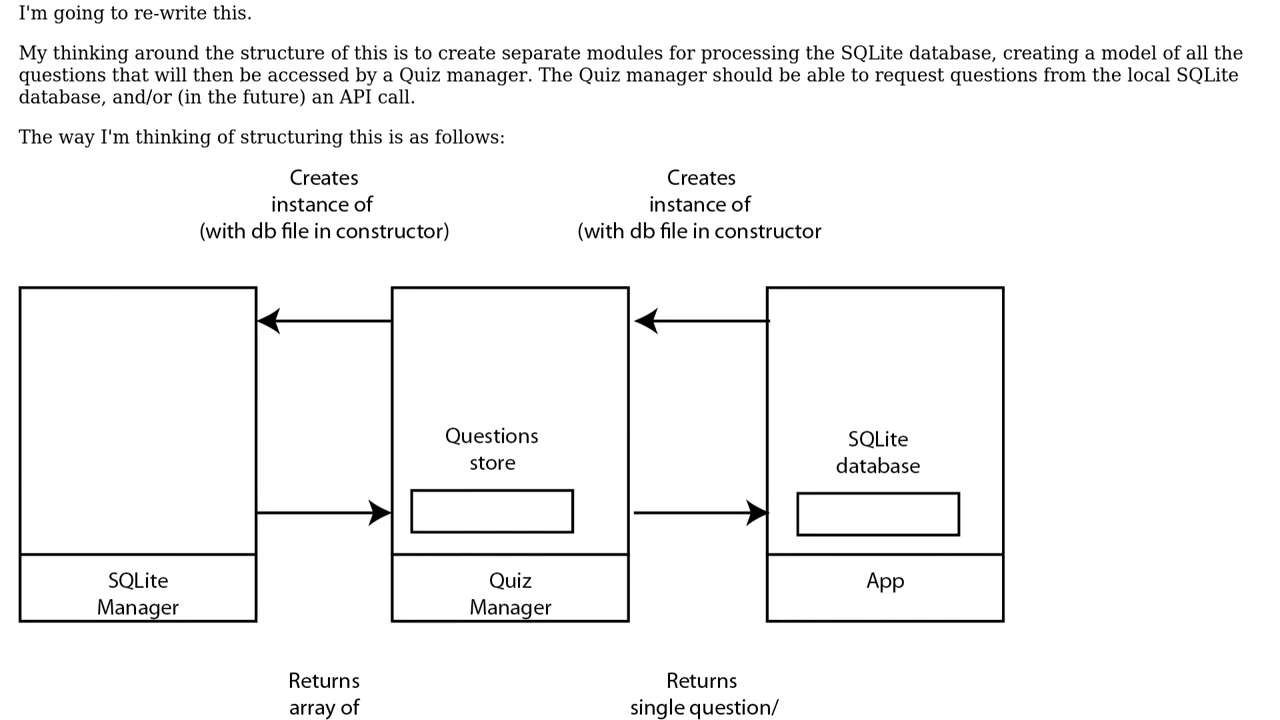 I'm going to re-write this.
My thinking around the structure of this is to create separate modules for processing the SQLite database, creating a model of all the
questions that will then be accessed by a Quiz manager. The Quiz manager should be able to request questions from the local SQLite
database, and/or (in the future) an API call.
The way I'm thinking of structuring this is as follows:
Creates
instance of
(with db file in constructor)
Creates
instance of
(with db file in constructor
Questions
store
SQLite
database
SQLite
Manager
Quiz
Manager
App
Returns
array of
Returns
single question/